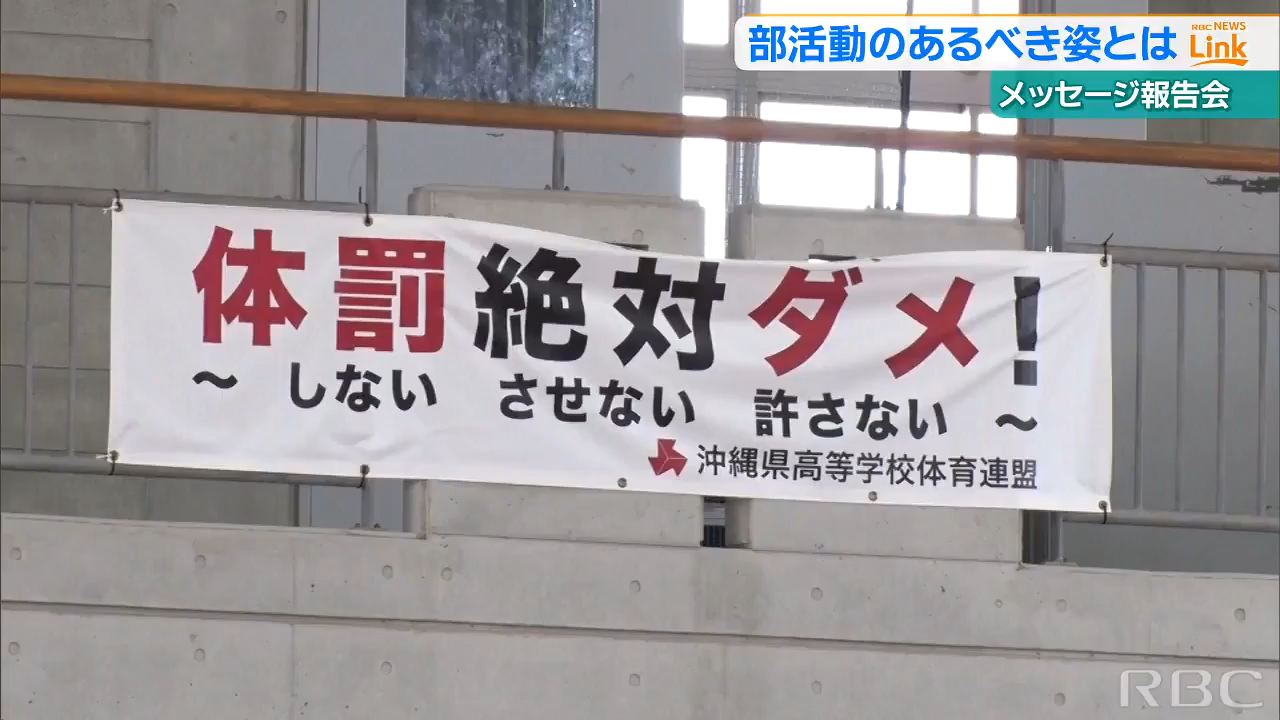 部活動のあるべき姿とは
RBC NEWS
Link
メッセージ報告会
体罰絶対ダメ!
～ しない させない 許さない ～
沖縄県高等学校体育連盟
RBC